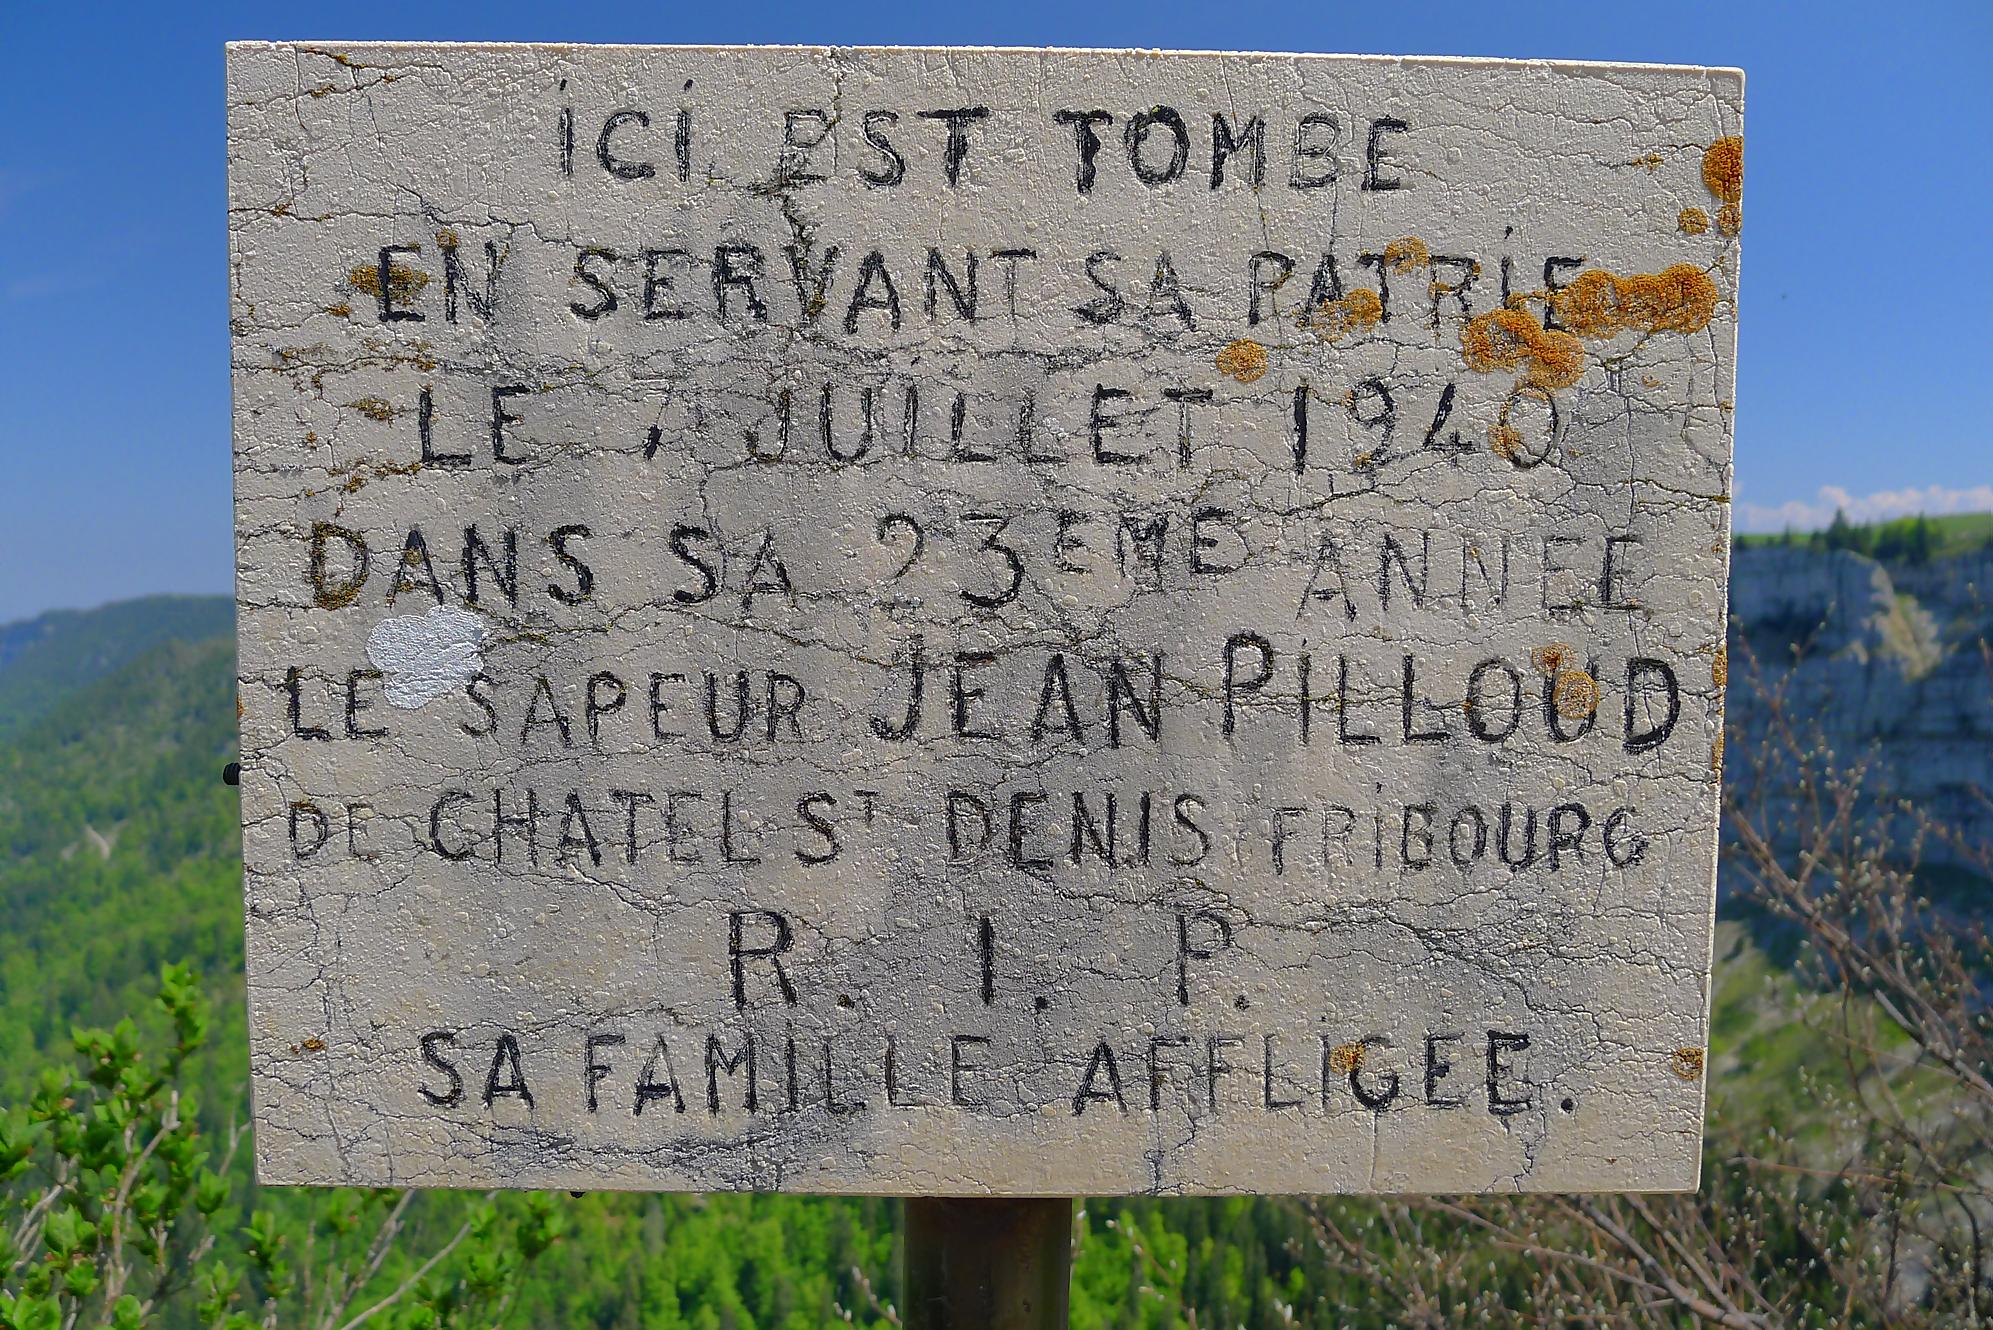 iCi EST TOMBE
EN SERVANT SA PATRiE
LE 7 JUILLET 1940
DANS SA 23EME ANNEE
LE SAPEUR JEAN PiLLOUD
DE CHATEL ST DENIS FRiBOURG
R. I. P.
SA FAMILLE AFFLIGEE.